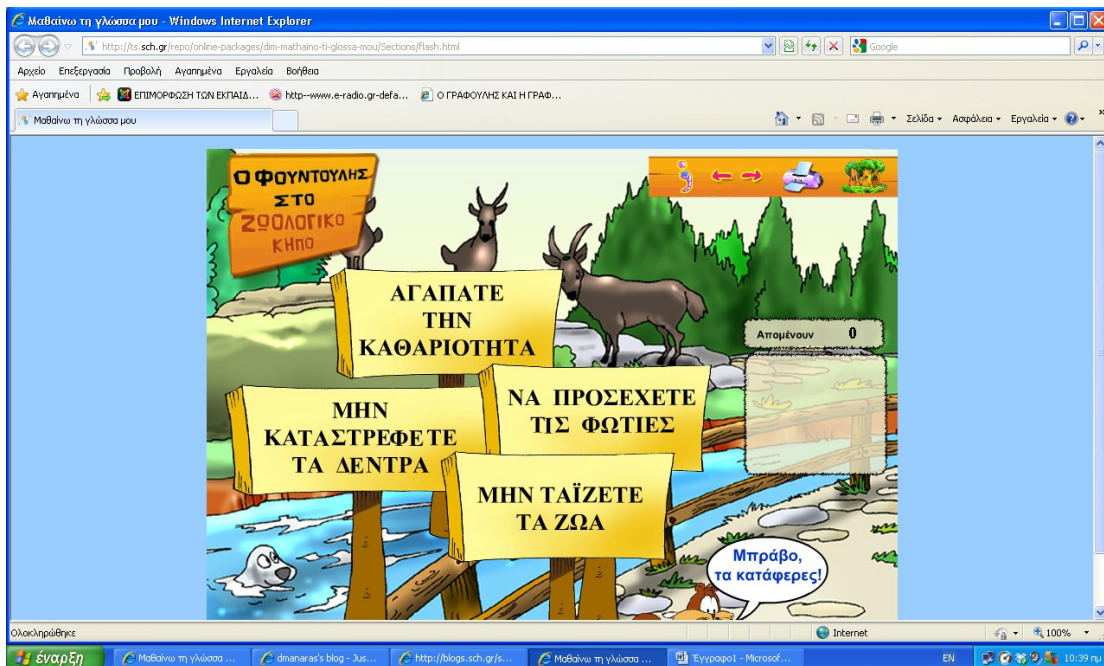 Μαθαίνω τη γλώσσα μου - Windows Internet Explorer
http://ts.sch.gr/repo/online-packages/dim-mathaino-ti-glossa-mou/Sections/flash.html
Google
Αρχείο Επεξεργασία Προβολή Αγαπημένα Εργαλεία Βοήθεια
Αγαπημένα ΕΠΙΜΟΡΦΩΣΗ ΤΩΝ ΕΚΠΑΙΔ... http--www.e-radio.gr-defa... Ο ΓΡΑΦΟΥΛΗΣ ΚΑΙ Η ΓΡΑΦ...
Μαθαίνω τη γλώσσα μου
Σελίδα Ασφάλεια Εργαλεία
Ο ΦΟΥΝΤΟΥΛΗΣ
ΣΤΟ
ΖΩΟΛΟΓΙΚΟ
ΚΗΠΟ
ΑΓΑΠΑΤΕ
ΤΗΝ
ΚΑΘΑΡΙΟΤΗΤΑ
Απομένουν 0
ΝΑ ΠΡΟΣΕΧΕΤΕ
ΤΙΣ ΦΩΤΙΕΣ
ΜΗΝ
ΚΑΤΑΣΤΡΕΦΕΤΕ
ΤΑ ΔΕΝΤΡΑ
ΜΗΝ ΤΑΪΖΕΤΕ
ΤΑ ΖΩΑ
Μπράβο,
τα κατάφερες!
Ολοκληρώθηκε
Internet
100%
έναρξη
Μαθαίνω τη γλώσσα ...
dmanaras's blog - Jus...
http://blogs.sch.gr/s...
Μαθαίνω τη γλώσσα ...
Έγγραφο1 - Microsof...
EN
10:39 πμ